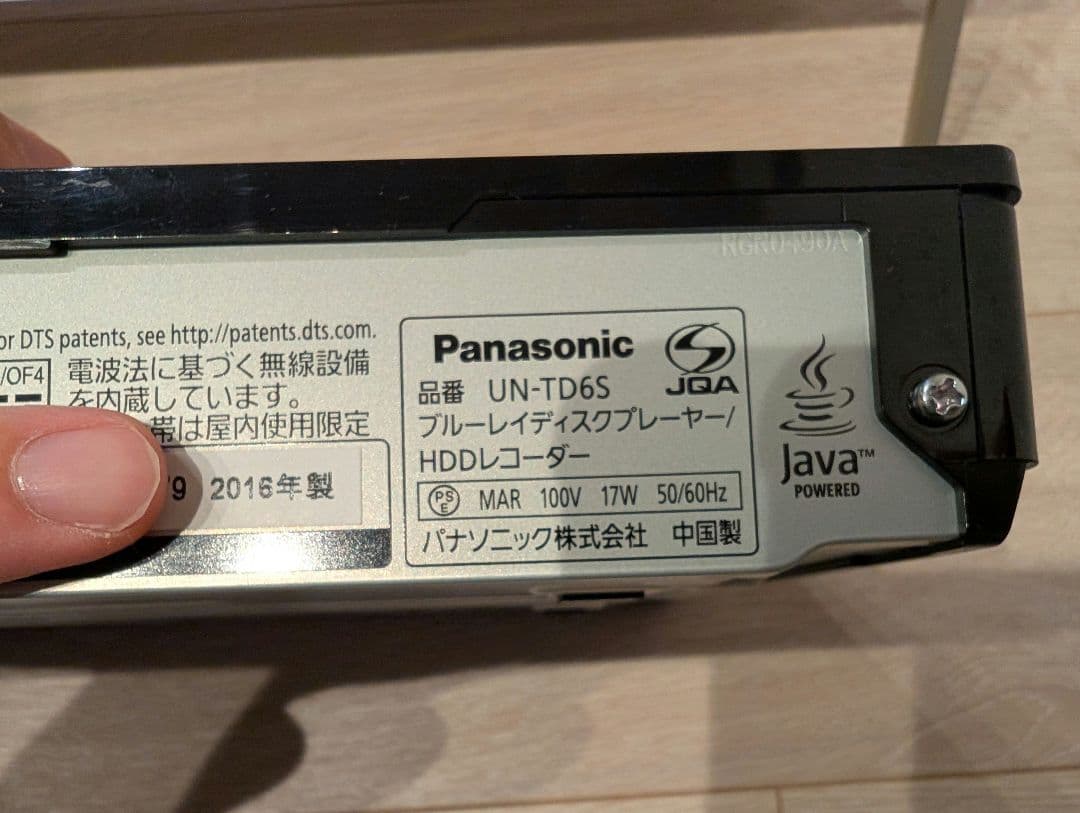 RGR0490A
or DTS patents, see http://patents.dts.com.
/OF4
電波法に基づく無線設備
を内蔵しています。
帯は屋内使用限定
9 2016年製
Panasonic
JQA
品番 UN-TD6S
ブルーレイディスクプレーヤー/
HDDレコーダー
PS
E MAR 100V 17W 50/60Hz
パナソニック株式会社 中国製
Java™
POWERED